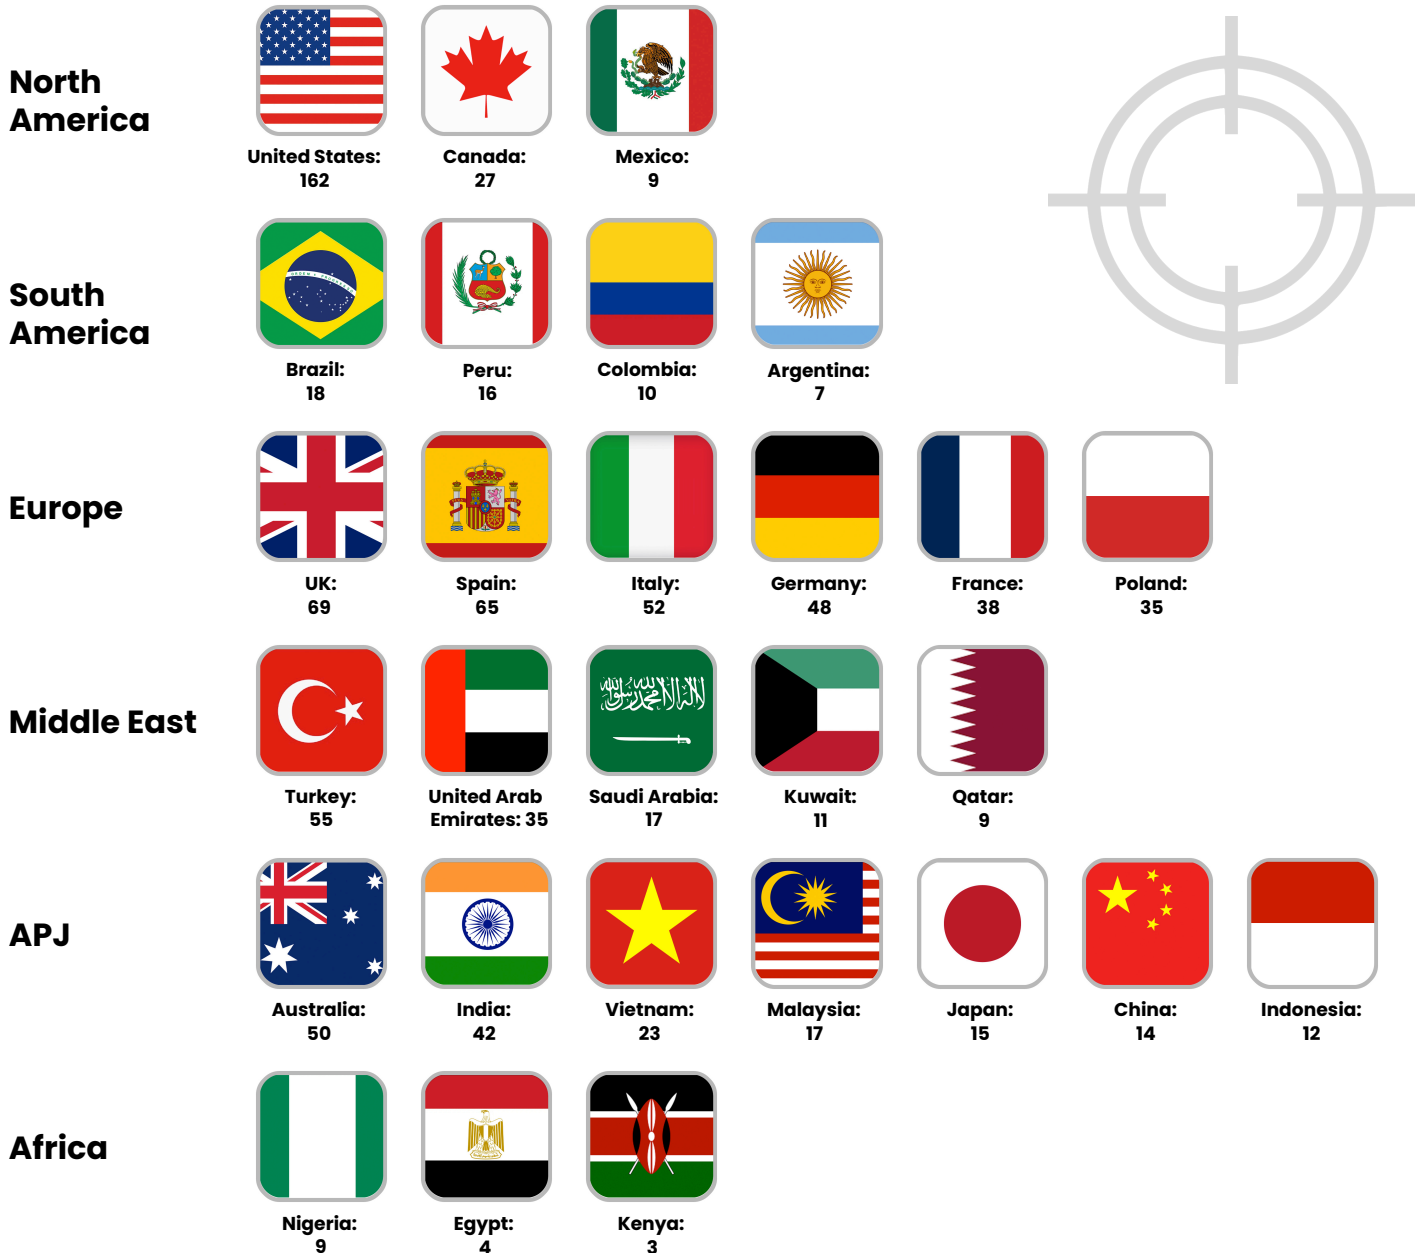 North
America
United States:
162
Canada:
27
Mexico:
9
South
America
Brazil:
18
Peru:
16
Colombia:
10
Argentina:
7
Europe
UK:
69
Spain:
65
Italy:
52
Germany:
48
France:
38
Poland:
35
Middle East
Turkey:
55
United Arab
Emirates: 35
Saudi Arabia:
17
Kuwait:
11
Qatar:
9
APJ
Australia:
50
India:
42
Vietnam:
23
Malaysia:
17
Japan:
15
China:
14
Indonesia:
12
Africa
Nigeria:
9
Egypt:
4
Kenya:
3